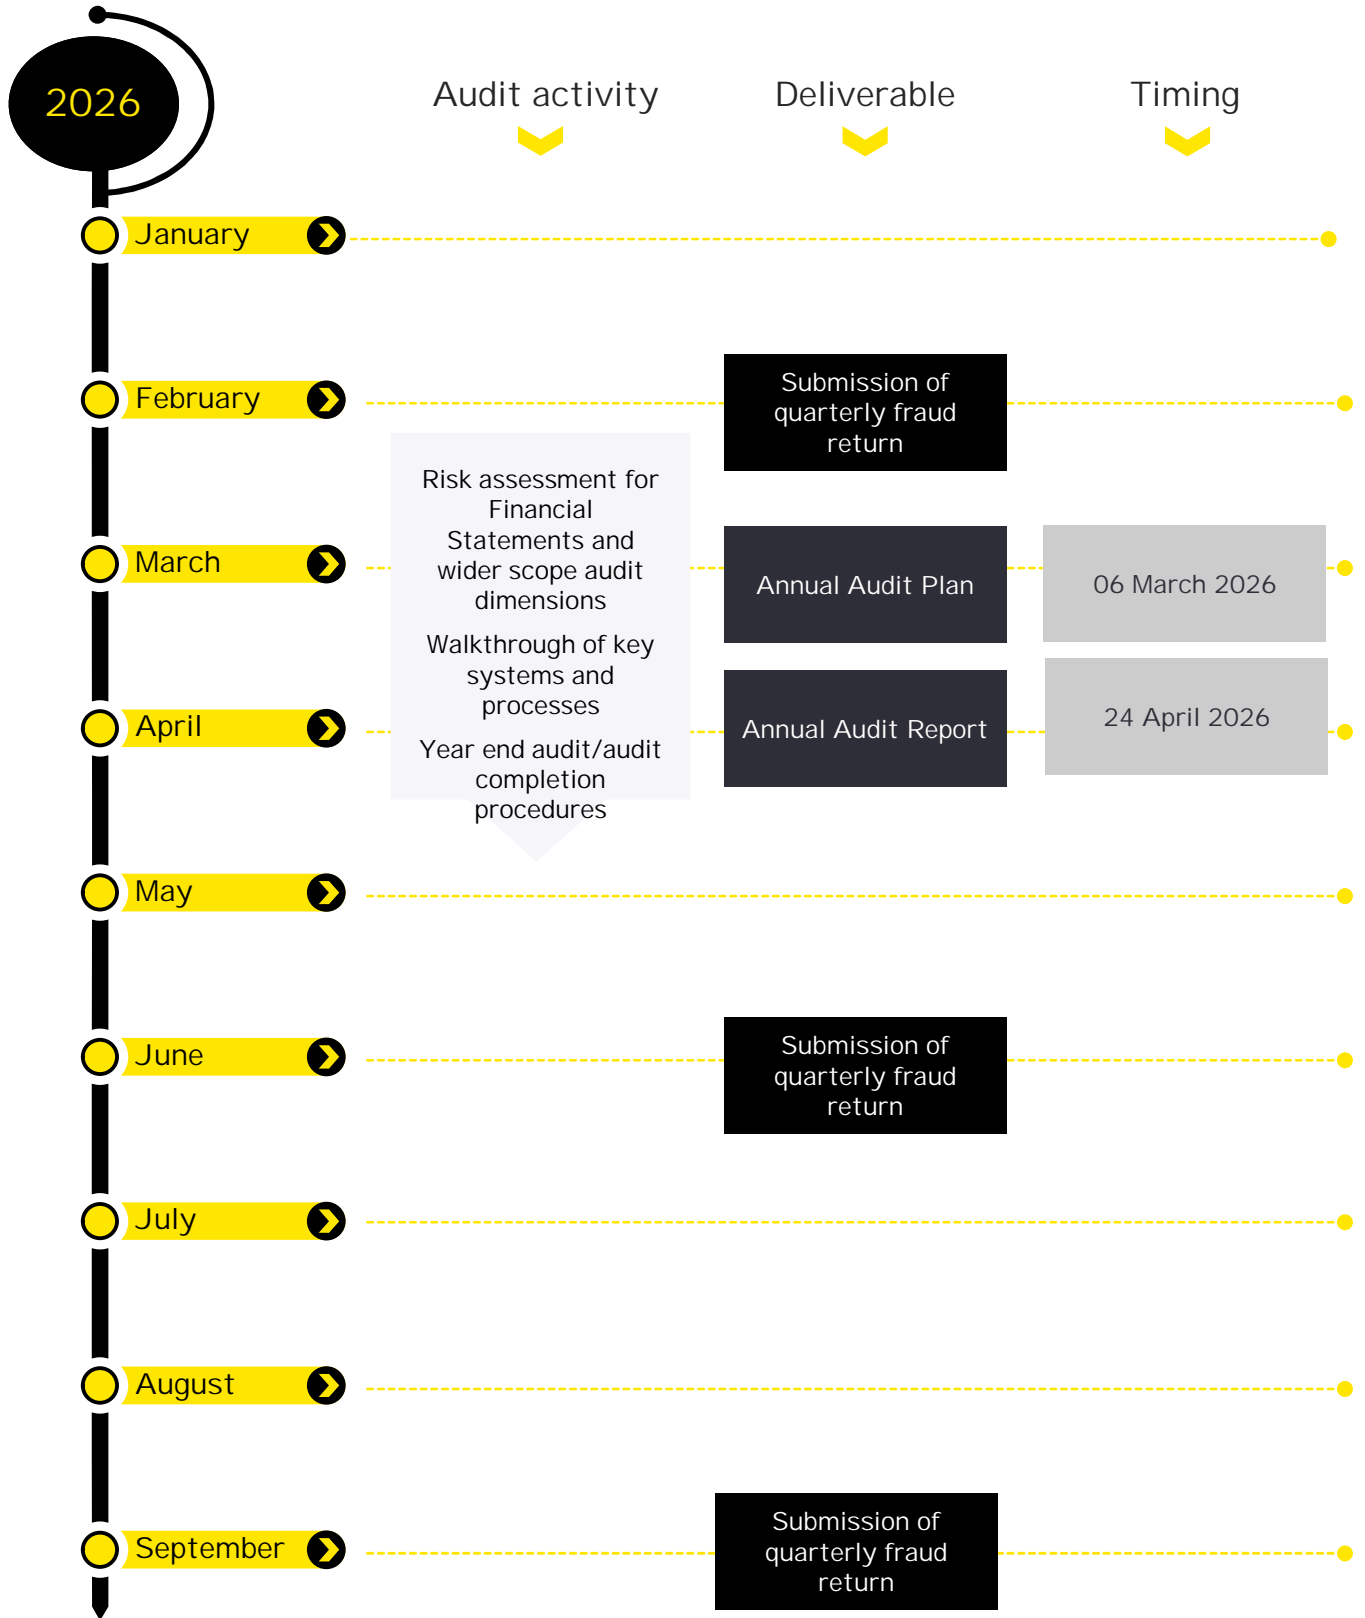 2026
Audit activity
Deliverable
Timing
January
February
Submission of
quarterly fraud
return
Risk assessment for
Financial
Statements and
wider scope audit
dimensions
Walkthrough of key
systems and
processes
Year end audit/audit
completion
procedures
March
Annual Audit Plan
06 March 2026
April
Annual Audit Report
24 April 2026
May
June
Submission of
quarterly fraud
return
July
August
September
Submission of
quarterly fraud
return